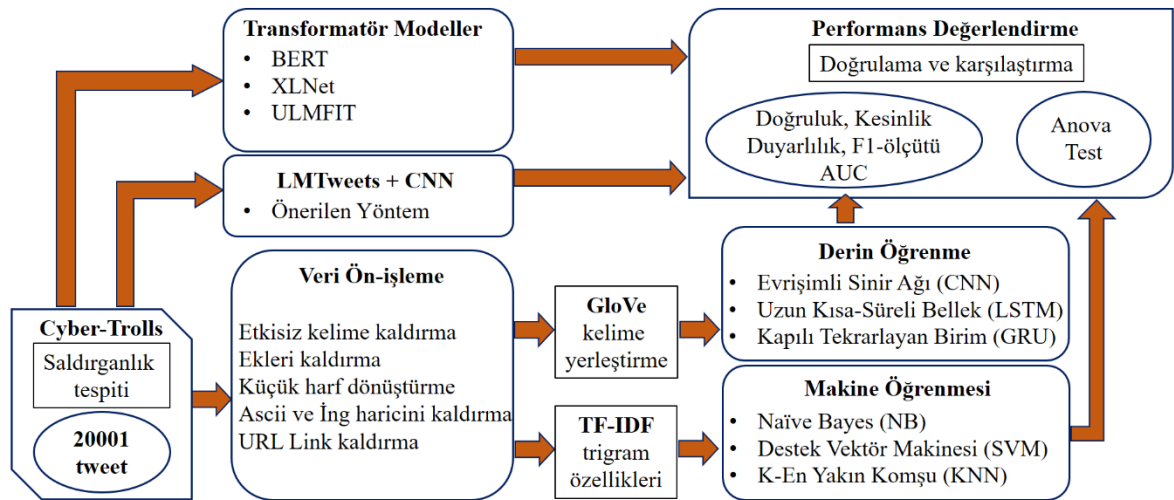 Transformatör Modeller
• BERT
• XLNet
• ULMFIT
LMTweets + CNN
• Önerilen Yöntem
Performans Değerlendirme
Doğrulama ve karşılaştırma
Doğruluk, Kesinlik
Duyarlılık, F1-ölçütü
AUC
Anova
Test
Cyber-Trolls
Saldırganlık
tespiti
20001
tweet
Veri Ön-işleme
Etkisiz kelime kaldırma
Ekleri kaldırma
Küçük harf dönüştürme
Ascii ve İng haricini kaldırma
URL Link kaldırma
GloVe
kelime
yerleştirme
TF-IDF
trigram
özellikleri
Derin Öğrenme
• Evrişimli Sinir Ağı (CNN)
• Uzun Kısa-Süreli Bellek (LSTM)
• Kapılı Tekrarlayan Birim (GRU)
Makine Öğrenmesi
• Naïve Bayes (NB)
• Destek Vektör Makinesi (SVM)
• K-En Yakın Komşu (KNN)